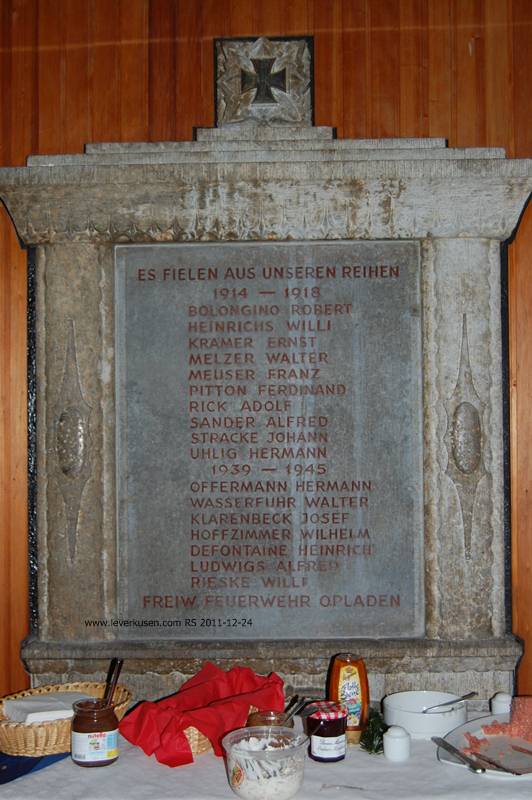 ES FIELEN AUS UNSEREN REIHEN
1914 — 1918
BOLONGINO ROBERT
HEINRICHS WILLI
KRAMER ERNST
MELZER WALTER
MEUSER FRANZ
PITTON FERDINAND
RICK ADOLF
SANDER ALFRED
STRACKE JOHANN
UHLIG HERMANN
1939 — 1945
OFFERMANN HERMANN
WASSERFUHR WALTER
KLARENBECK JOSEF
HOFFZIMMER WILHELM
DEFONTAINE HEINRICH
LUDWIGS ALFRED
RIESKE WILLI
FREIW. FEUERWEHR OPLADEN
www.leverkusen.com RS 2011-12-24
nutella